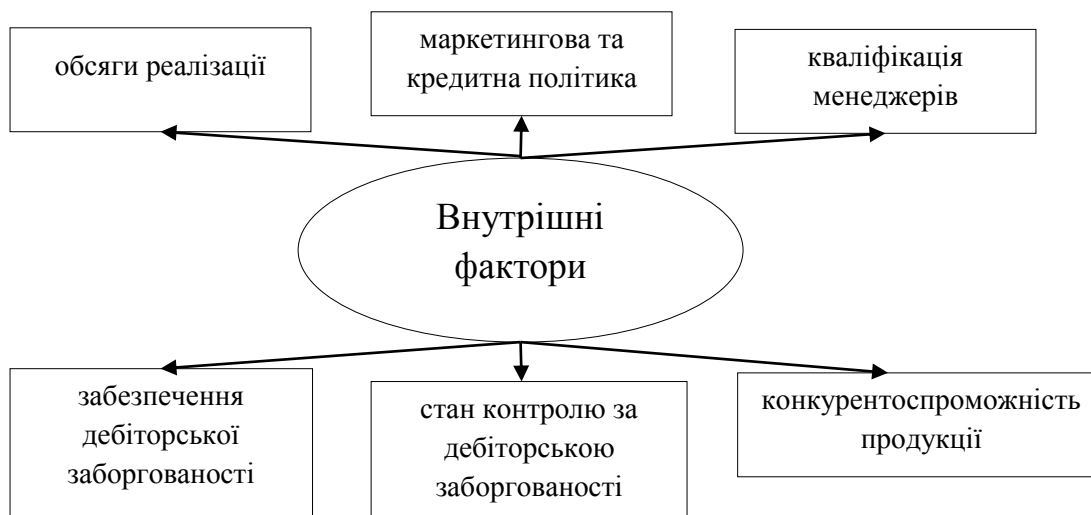 обсяги реалізації
маркетингова та
кредитна політика
кваліфікація
менеджерів
Внутрішні
фактори
забезпечення
дебіторської
заборгованості
стан контролю за
дебіторською
заборгованості
конкурентоспроможність
продукції